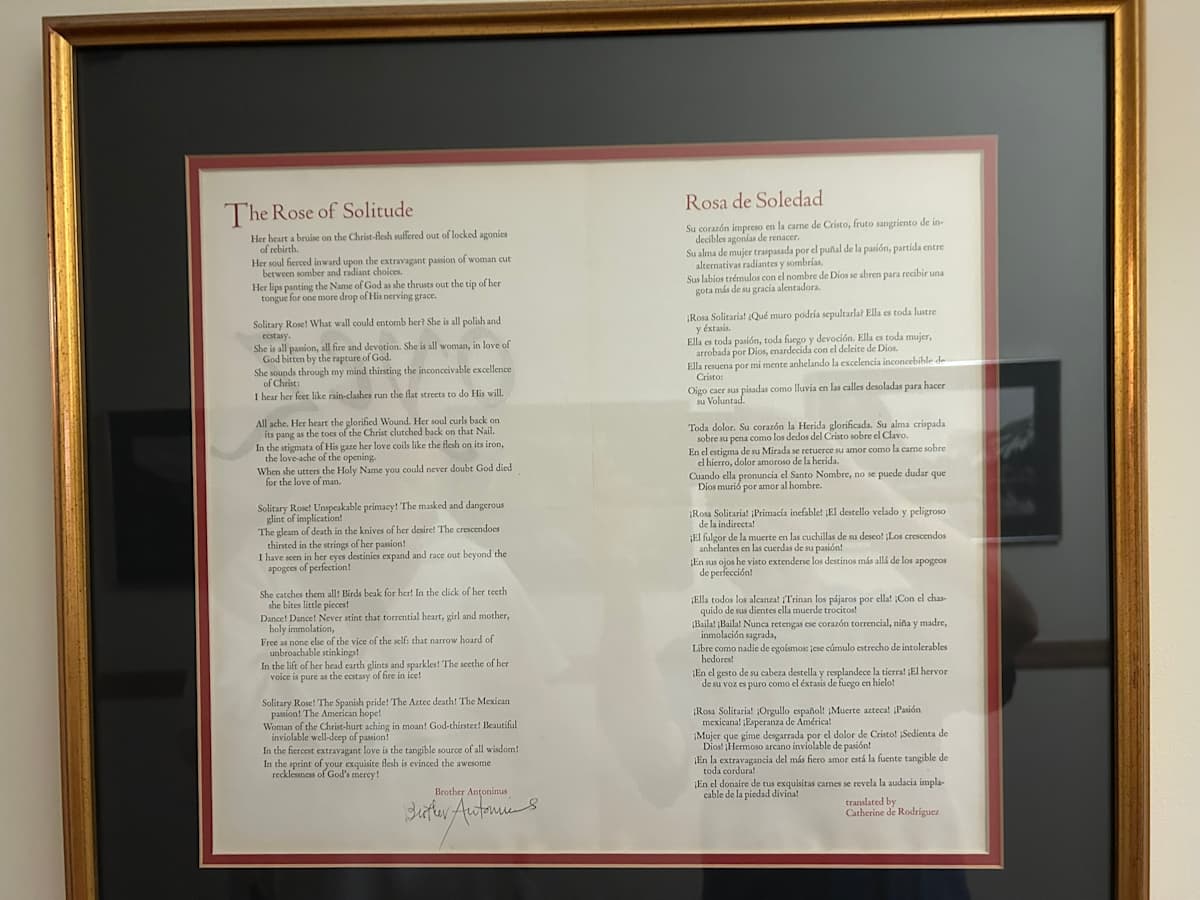 The Rose of Solitude
Her heart a bruise on the Christ-flesh suffered out of locked agonies
of rebirth.
Her soul fierced inward upon the extravagant passion of woman cut
between somber and radiant choices.
Her lips panting the Name of God as she thrusts out the tip of her
tongue for one more drop of His nerving grace.
Solitary Rose! What wall could entomb her? She is all polish and
ecstasy.
She is all passion, all fire and devotion. She is all woman, in love of
God bitten by the rapture of God.
She sounds through my mind thirsting the inconceivable excellence
of Christ:
I hear her feet like rain-clashes run the flat streets to do His will.
All ache. Her heart the glorified Wound. Her soul curls back on
its pang as the toes of the Christ clutched back on that Nail.
In the stigmata of His gaze her love coils like the flesh on its iron,
the love-ache of the opening.
When she utters the Holy Name you could never doubt God died
for the love of man.
Solitary Rose! Unspeakable primacy! The masked and dangerous
glint of implication!
The gleam of death in the knives of her desire! The crescendoes
thirsted in the strings of her passion!
I have seen in her eyes destinies expand and race out beyond the
apogees of perfection!
She catches them all! Birds beak for her! In the click of her teeth
she bites little pieces!
Dance! Dance! Never stint that torrential heart, girl and mother,
holy immolation,
Free as none else of the vice of the self: that narrow hoard of
unbroachable stinkings!
In the lift of her head earth glints and sparkles! The seethe of her
voice is pure as the ecstasy of fire in ice!
Solitary Rose! The Spanish pride! The Aztec death! The Mexican
passion! The American hope!
Woman of the Christ-hurt aching in moan! God-thirster! Beautiful
inviolable well-deep of passion!
In the fiercest extravagant love is the tangible source of all wisdom!
In the sprint of your exquisite flesh is evinced the awesome
recklessness of God's mercy!
Brother Antoninus
Brother Antoninus
Rosa de Soledad
Su corazón impreso en la carne de Cristo, fruto sangriento de in-
decibles agonías de renacer.
Su alma de mujer traspasada por el puñal de la pasión, partida entre
alternativas radiantes y sombrías.
Sus labios trémulos con el nombre de Dios se abren para recibir una
gota más de su gracia alentadora.
¡Rosa Solitaria! ¿Qué muro podría sepultarla? Ella es toda lustre
y éxtasis.
Ella es toda pasión, toda fuego y devoción. Ella es toda mujer,
arrobada por Dios, enardecida con el deleite de Dios.
Ella resuena por mi mente anhelando la excelencia inconcebible de
Cristo:
Oigo caer sus pisadas como lluvia en las calles desoladas para hacer
su Voluntad.
Toda dolor. Su corazón la Herida glorificada. Su alma crispada
sobre su pena como los dedos del Cristo sobre el Clavo.
En el estigma de su Mirada se retuerce su amor como la carne sobre
el hierro, dolor amoroso de la herida.
Cuando ella pronuncia el Santo Nombre, no se puede dudar que
Dios murió por amor al hombre.
¡Rosa Solitaria! ¡Primacía inefable! ¡El destello velado y peligroso
de la indirecta!
¡El fulgor de la muerte en las cuchillas de su deseo! ¡Los crescendos
anhelantes en las cuerdas de su pasión!
¡En sus ojos he visto extenderse los destinos más allá de los apogeos
de perfección!
¡Ella todos los alcanza! ¡Trinan los pájaros por ella! ¡Con el chas-
quido de sus dientes ella muerde trocitos!
¡Baila! ¡Baila! Nunca retengas ese corazón torrencial, niña y madre,
inmolación sagrada,
Libre como nadie de egoísmos: ¡ese cúmulo estrecho de intolerables
hedores!
¡En el gesto de su cabeza destella y resplandece la tierra! ¡El hervor
de su voz es puro como el éxtasis de fuego en hielo!
¡Rosa Solitaria! ¡Orgullo español! ¡Muerte azteca! ¡Pasión
mexicana! ¡Esperanza de América!
¡Mujer que gime desgarrada por el dolor de Cristo! ¡Sedienta de
Dios! ¡Hermoso arcano inviolable de pasión!
¡En la extravagancia del más fiero amor está la fuente tangible de
toda cordura!
¡En el donaire de tus exquisitas carnes se revela la audacia impla-
cable de la piedad divina!
translated by
Catherine de Rodríguez